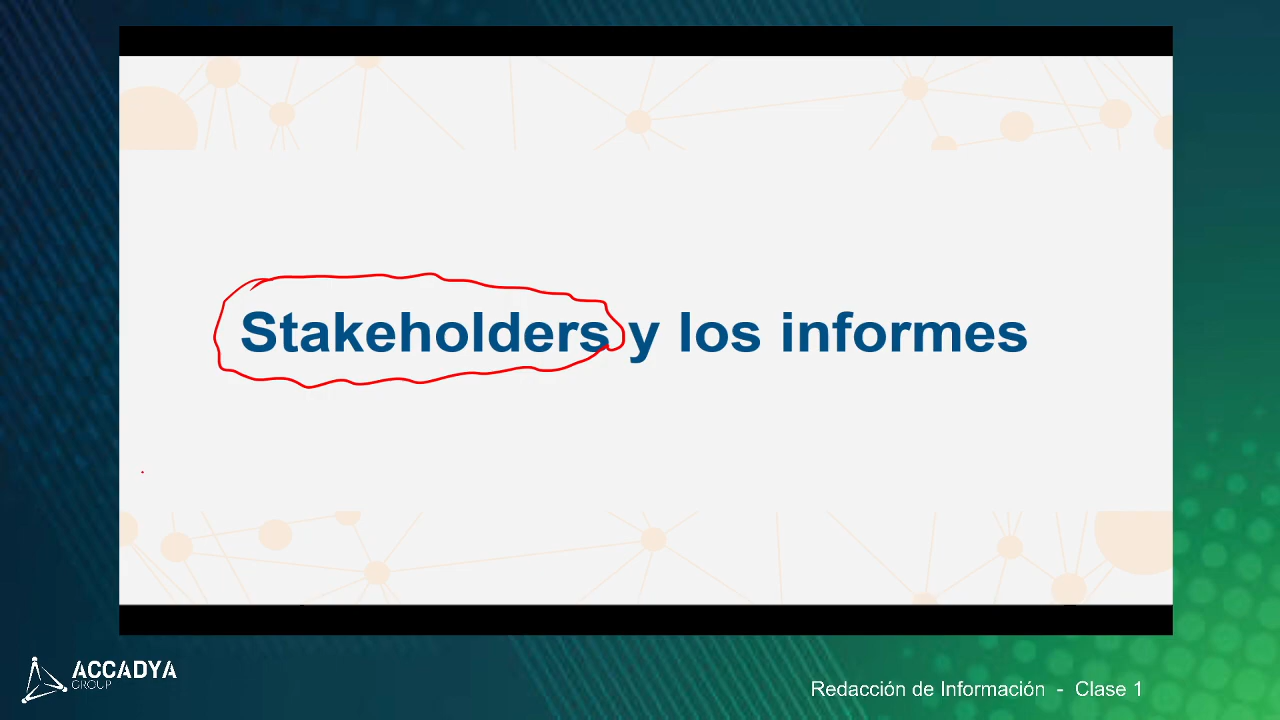 Stakeholders y los informes
ACCADYA
GROUP
Redacción de Información - Clase 1